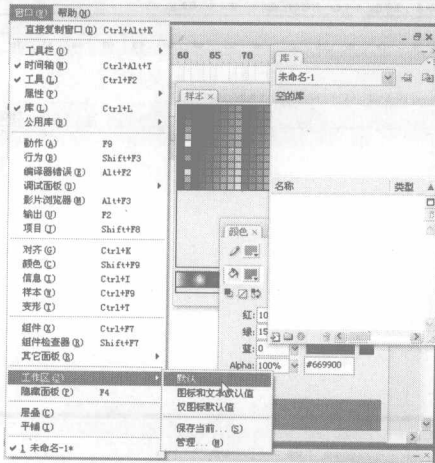 窗口(W) 帮助(H)
直接复制窗口(D) Ctrl+Alt+K
工具栏(O)
✓ 时间轴(M) Ctrl+Alt+T
✓ 工具(L) Ctrl+F2
属性(P)
✓ 库(L) Ctrl+L
公用库(B)
动作(A) F9
行为(B) Shift+F3
编译器错误(E) Alt+F2
调试面板(D)
影片浏览器(M) Alt+F3
输出(U) F2
项目(J) Shift+F8
对齐(G) Ctrl+K
颜色(C) Shift+F9
信息(I) Ctrl+I
样本(W) Ctrl+F9
变形(T) Ctrl+T
组件(X) Ctrl+F7
组件检查器(R) Shift+F7
其它面板(R)
工作区(S)
隐藏面板(P) F4
层叠(C)
平铺(T)
✓ 1 未命名-1*
默认
图标和文本默认值
仅图标默认值
保存当前...(S)
管理...(M)
60 65 70
样本 ×
库 ×
未命名-1
空的库
名称 类型
颜色 ×
红: 10
绿: 15
蓝: 0
Alpha: 100% #669900